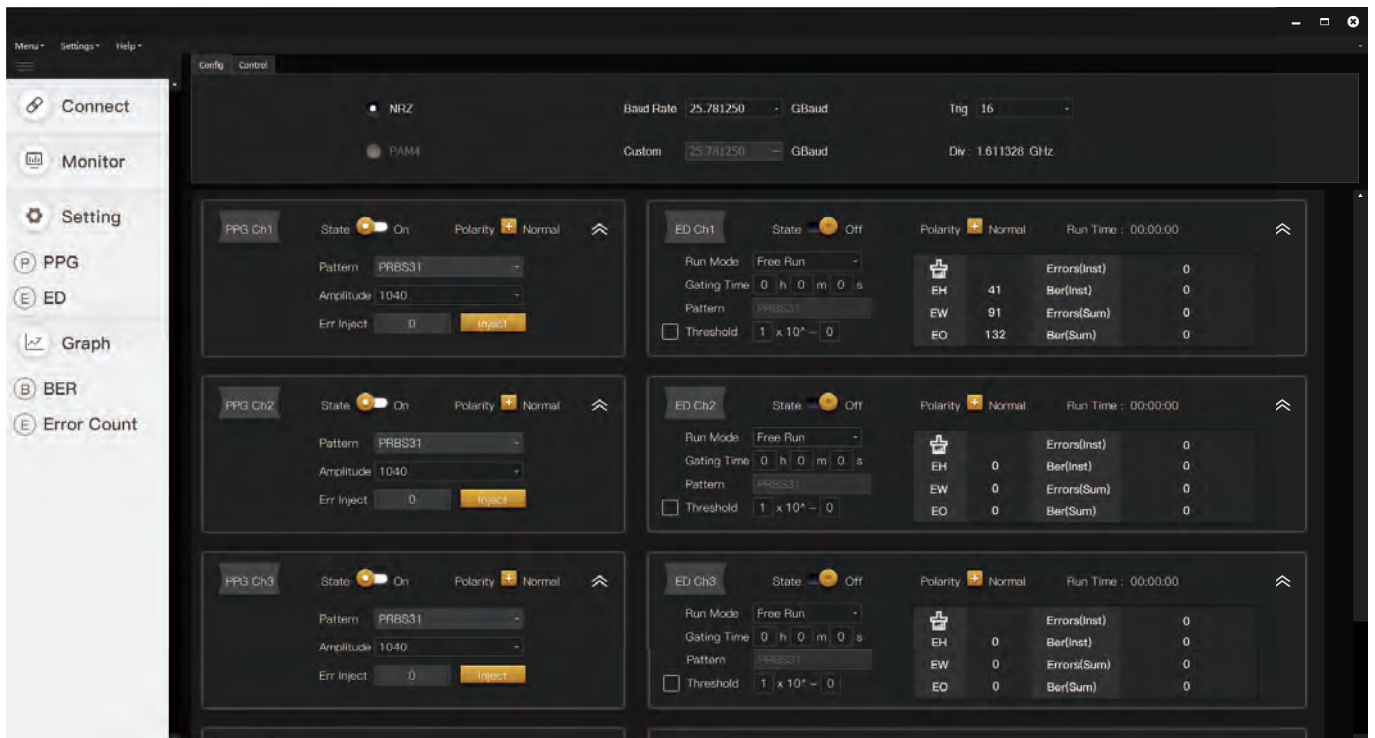 Menu Settings Help
Config Control
Connect
Monitor
Setting
P PPG
E ED
Graph
B BER
E Error Count
NRZ Baud Rate 25.781250 GBaud Trig 16
PAM4 Custom 25.781250 GBaud Div : 1.611328 GHz
PPG Ch1 State On Polarity + Normal
Pattern PRBS31
Amplitude 1040
Err Inject 0 Inject
ED Ch1 State Off Polarity + Normal Run Time : 00:00:00
Run Mode Free Run
Gating Time 0 h 0 m 0 s
Pattern PRBS31
Threshold 1 x 10^ - 0
Errors(Inst) 0
EH 41 Ber(Inst) 0
EW 91 Errors(Sum) 0
EO 132 Ber(Sum) 0
PPG Ch2 State On Polarity + Normal
Pattern PRBS31
Amplitude 1040
Err Inject 0 Inject
ED Ch2 State Off Polarity + Normal Run Time : 00:00:00
Run Mode Free Run
Gating Time 0 h 0 m 0 s
Pattern PRBS31
Threshold 1 x 10^ - 0
Errors(Inst) 0
EH 0 Ber(Inst) 0
EW 0 Errors(Sum) 0
EO 0 Ber(Sum) 0
PPG Ch3 State On Polarity + Normal
Pattern PRBS31
Amplitude 1040
Err Inject 0 Inject
ED Ch3 State Off Polarity + Normal Run Time : 00:00:00
Run Mode Free Run
Gating Time 0 h 0 m 0 s
Pattern PRBS31
Threshold 1 x 10^ - 0
Errors(Inst) 0
EH 0 Ber(Inst) 0
EW 0 Errors(Sum) 0
EO 0 Ber(Sum) 0